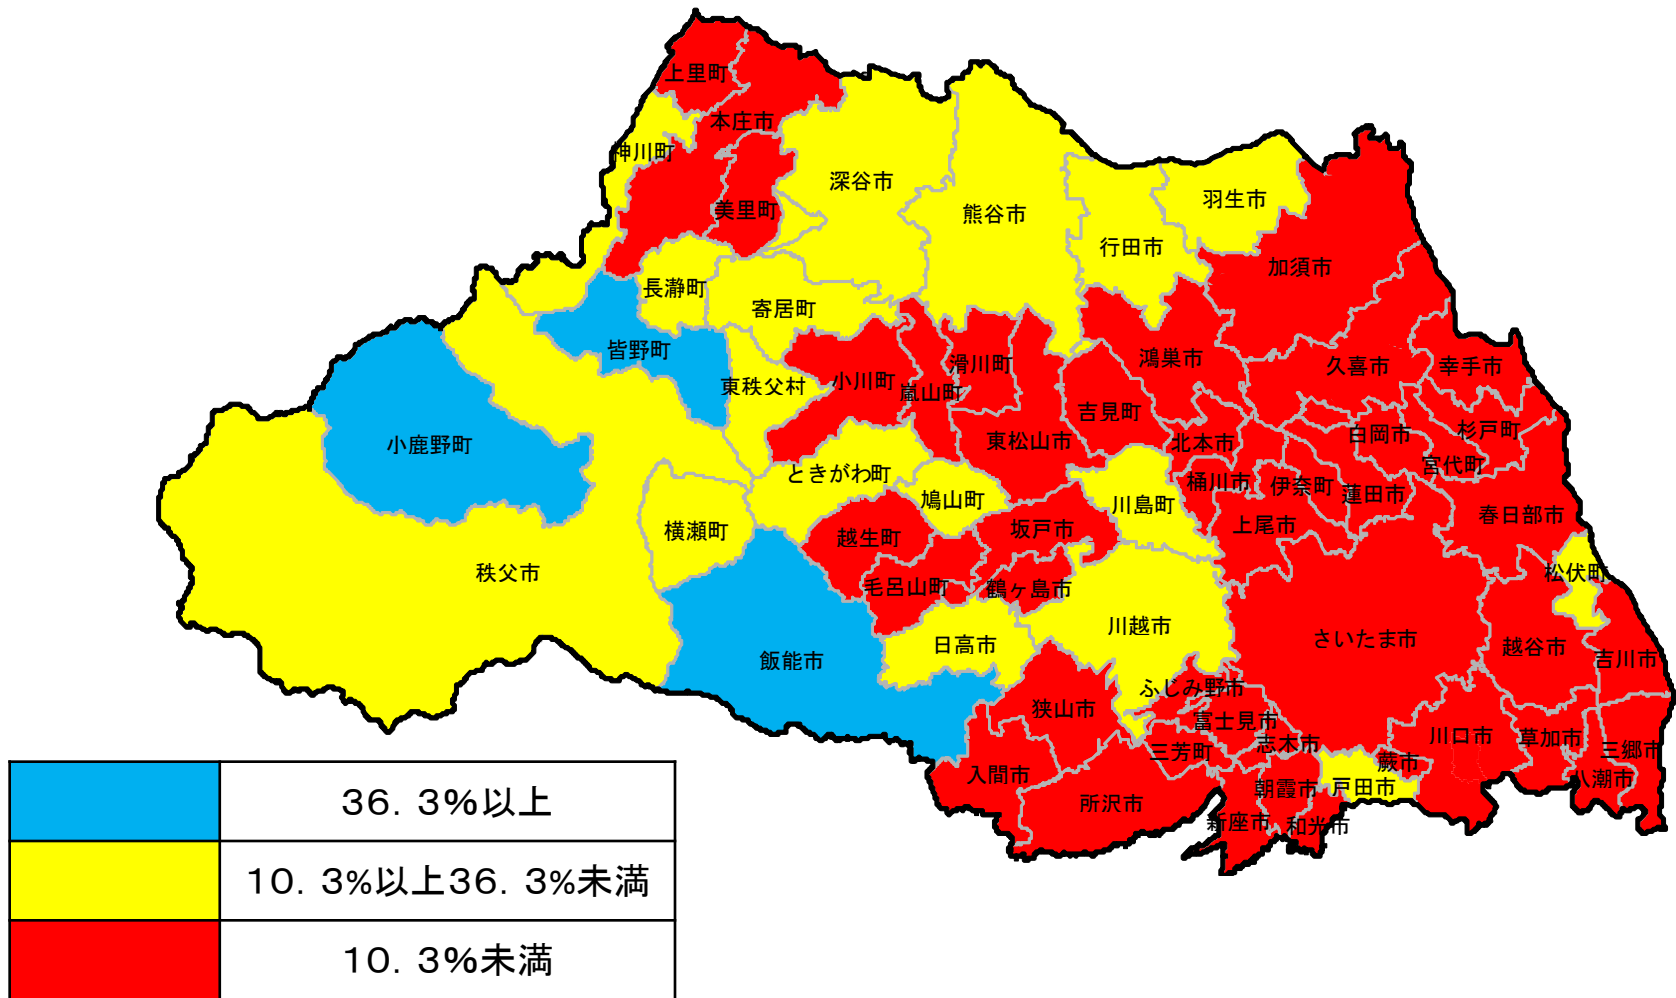 上里町
本庄市
神川町
美里町
深谷市
熊谷市
行田市
羽生市
加須市
長瀞町
寄居町
皆野町
東秩父村
小川町
嵐山町
滑川町
東松山市
吉見町
鴻巣市
久喜市
幸手市
小鹿野町
ときがわ町
鳩山町
川島町
北本市
桶川市
伊奈町
白岡市
宮代町
杉戸町
蓮田市
上尾市
春日部市
横瀬町
秩父市
越生町
坂戸市
毛呂山町
鶴ヶ島市
松伏町
飯能市
日高市
川越市
さいたま市
越谷市
吉川市
狭山市
ふじみ野市
富士見市
三芳町
志木市
入間市
所沢市
朝霞市
新座市
和光市
戸田市
蕨市
川口市
草加市
三郷市
八潮市
36.3%以上
10.3%以上36.3%未満
10.3%未満